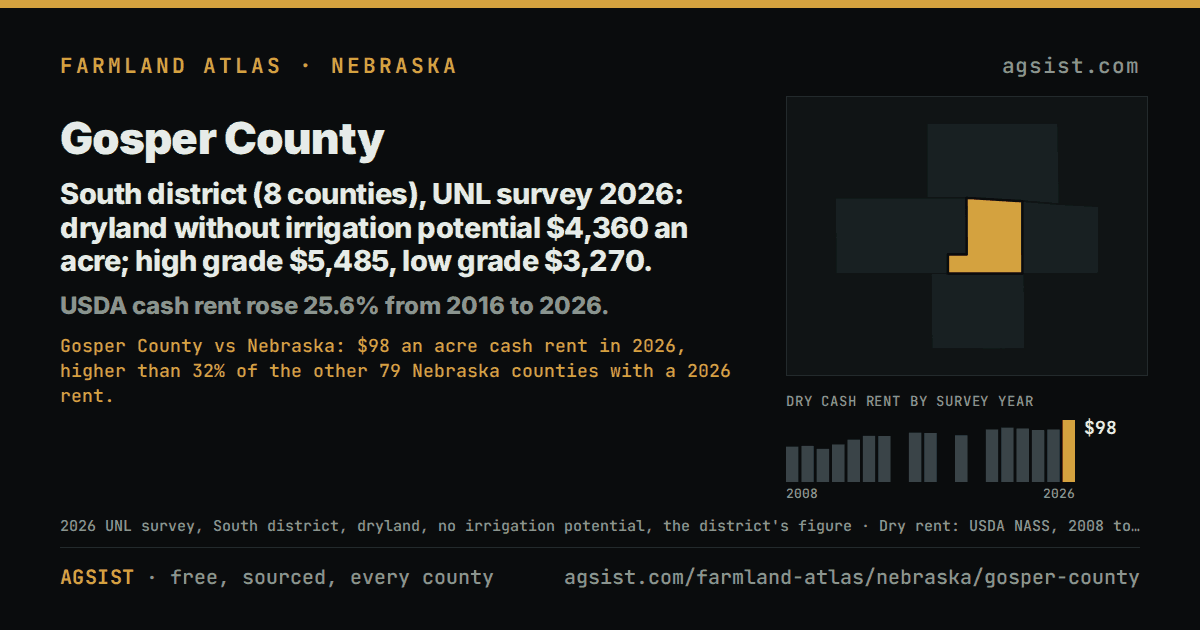 FARMLAND ATLAS · NEBRASKA
agsist.com
Gosper County
South district (8 counties), UNL survey 2026:
dryland without irrigation potential $4,360 an
acre; high grade $5,485, low grade $3,270.
USDA cash rent rose 25.6% from 2016 to 2026.
Gosper County vs Nebraska: $98 an acre cash rent in 2026,
higher than 32% of the other 79 Nebraska counties with a 2026
rent.
DRY CASH RENT BY SURVEY YEAR
$98
2008
2026
2026 UNL survey, South district, dryland, no irrigation potential, the district's figure · Dry rent: USDA NASS, 2008 to…
AGSIST · free, sourced, every county
agsist.com/farmland-atlas/nebraska/gosper-county